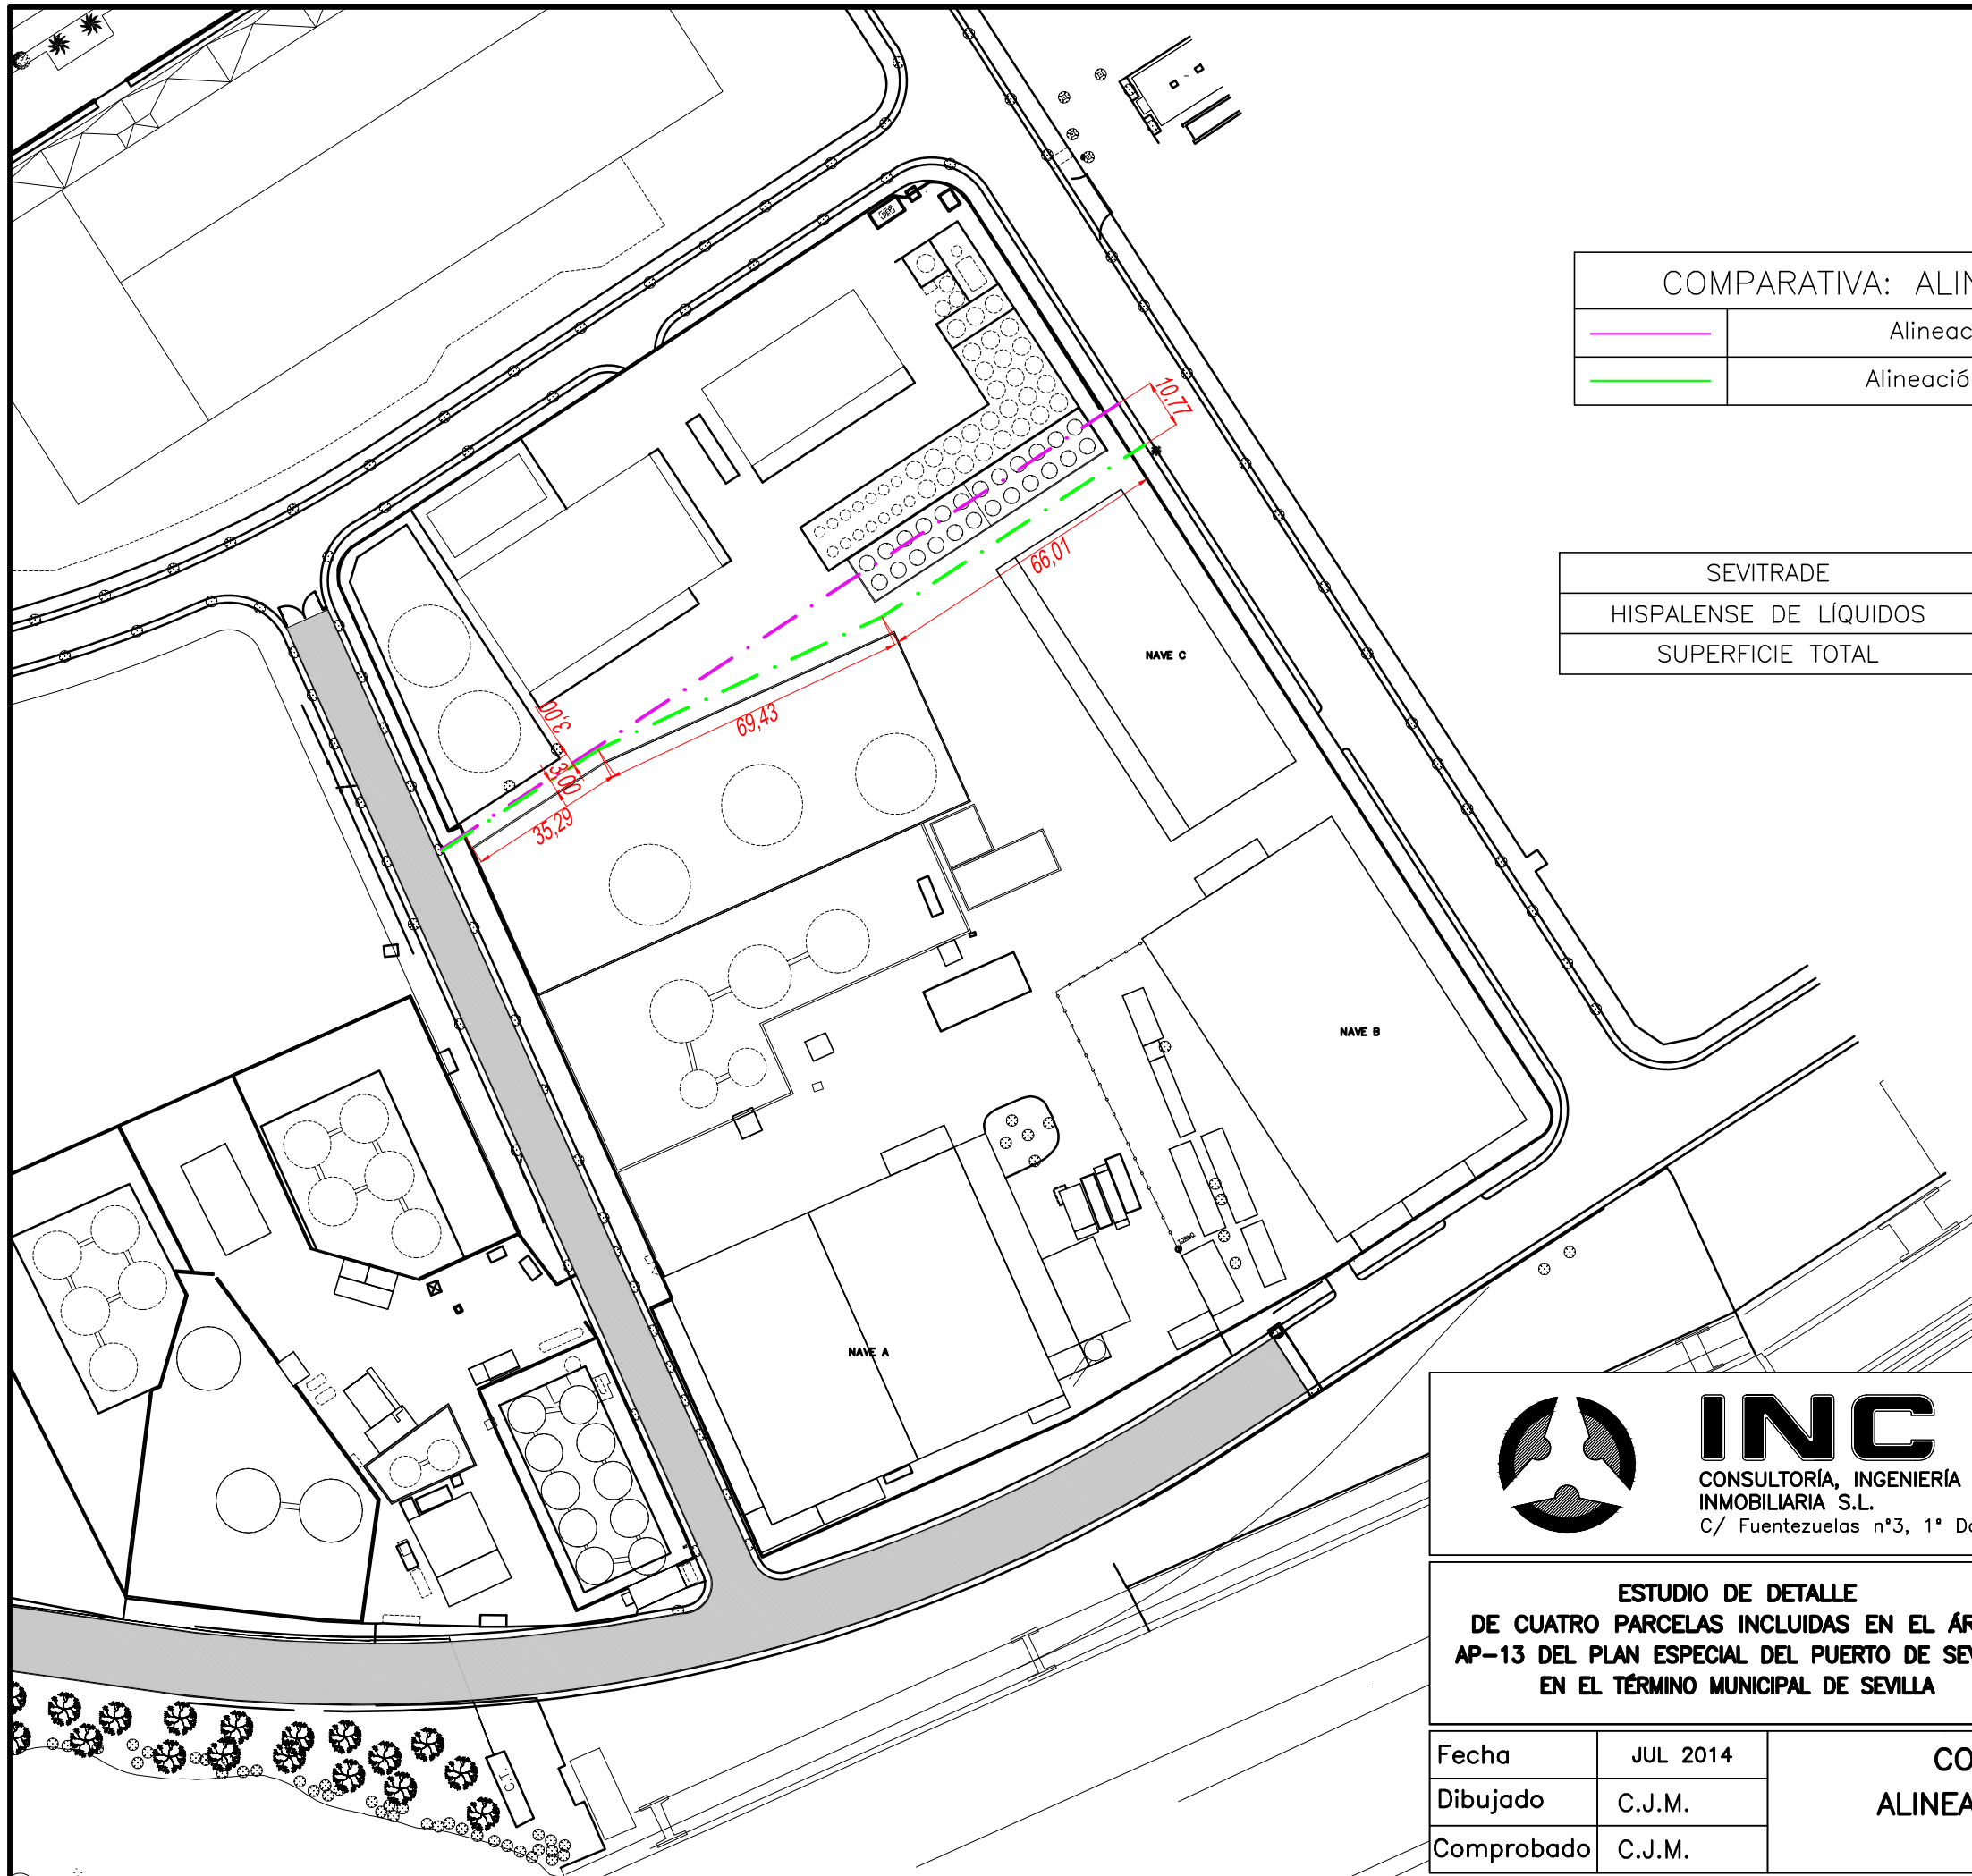 COMPARATIVA: ALIN
Alineac
Alineació
10,77
66,01
SEVITRADE
HISPALENSE DE LÍQUIDOS
SUPERFICIE TOTAL
NAVE C
3,00
69,43
3,00
35,29
NAVE B
NAVE A
C.T.
INC
CONSULTORÍA, INGENIERÍA
INMOBILIARIA S.L.
C/ Fuentezuelas nº3, 1º Dc
ESTUDIO DE DETALLE
DE CUATRO PARCELAS INCLUIDAS EN EL ÁR
AP-13 DEL PLAN ESPECIAL DEL PUERTO DE SEV
EN EL TÉRMINO MUNICIPAL DE SEVILLA
Fecha JUL 2014
CO
Dibujado C.J.M.
ALINEA
Comprobado C.J.M.